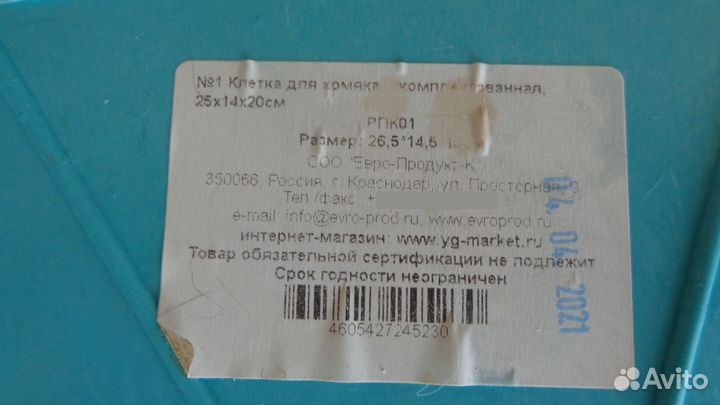 №1 Клетка для хомяка
25х14х20см
РПК01
Размер: 26,5*14,5
ООО "Евро-Продукт-К"
350066, Россия, г. Краснодар, ул. Просторная, 9
Тел./факс: +
e-mail: info@evro-prod.ru, www.evroprod.ru
интернет-магазин: www.yg-market.ru
Товар обязательной сертификации не подлежит
Срок годности неограничен
4605427245230
04. 04. 2021
Avito